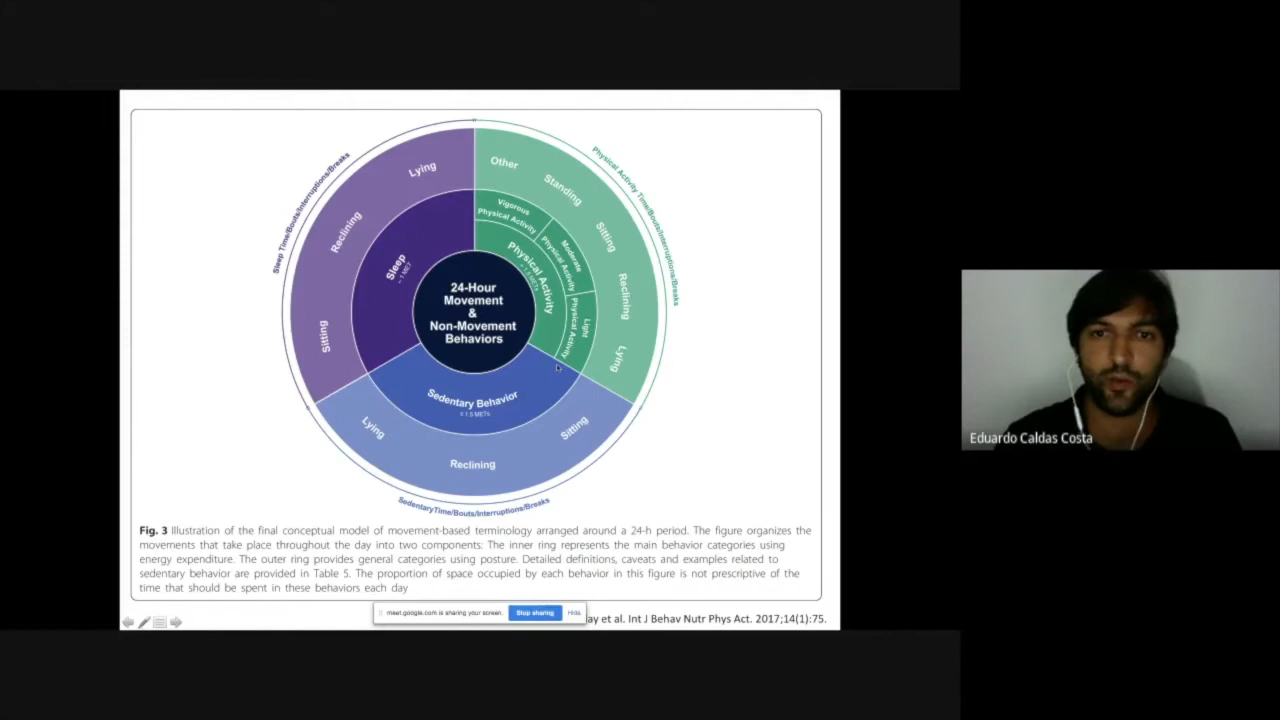 Sleep Time/Bouts/Interruptions/Breaks
Physical Activity Time/Bouts/Interruptions/Breaks
Lying
Reclining
Sitting
Sleep
Other
Standing
Sitting
Reclining
Lying
Vigorous
Physical Activity
Moderate
Physical Activity
Light
Physical Activity
Physical Activity
24-Hour
Movement
&
Non-Movement
Behaviors
Sedentary Behavior
≤ 1.5 METs
Lying
Reclining
Sitting
SedentaryTime/Bouts/Interruptions/Breaks
Fig. 3 Illustration of the final conceptual model of movement-based terminology arranged around a 24-h period. The figure organizes the
movements that take place throughout the day into two components: The inner ring represents the main behavior categories using
energy expenditure. The outer ring provides general categories using posture. Detailed definitions, caveats and examples related to
sedentary behavior are provided in Table 5. The proportion of space occupied by each behavior in this figure is not prescriptive of the
time that should be spent in these behaviors each day
meet.google.com is sharing your screen.
Stop sharing
Hide
ay et al. Int J Behav Nutr Phys Act. 2017;14(1):75.
Eduardo Caldas Costa